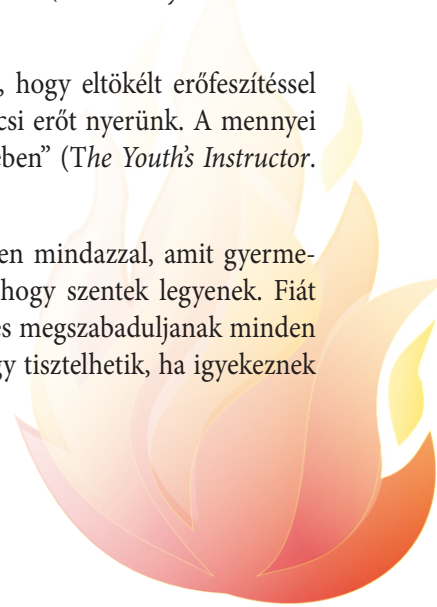 , hogy eltökélt erőfeszítéssel
csi erőt nyerünk. A mennyei
ében” (The Youth’s Instructor.
en mindazzal, amit gyerme-
hogy szentek legyenek. Fiát
es megszabaduljanak minden
gy tisztelhetik, ha igyekeznek